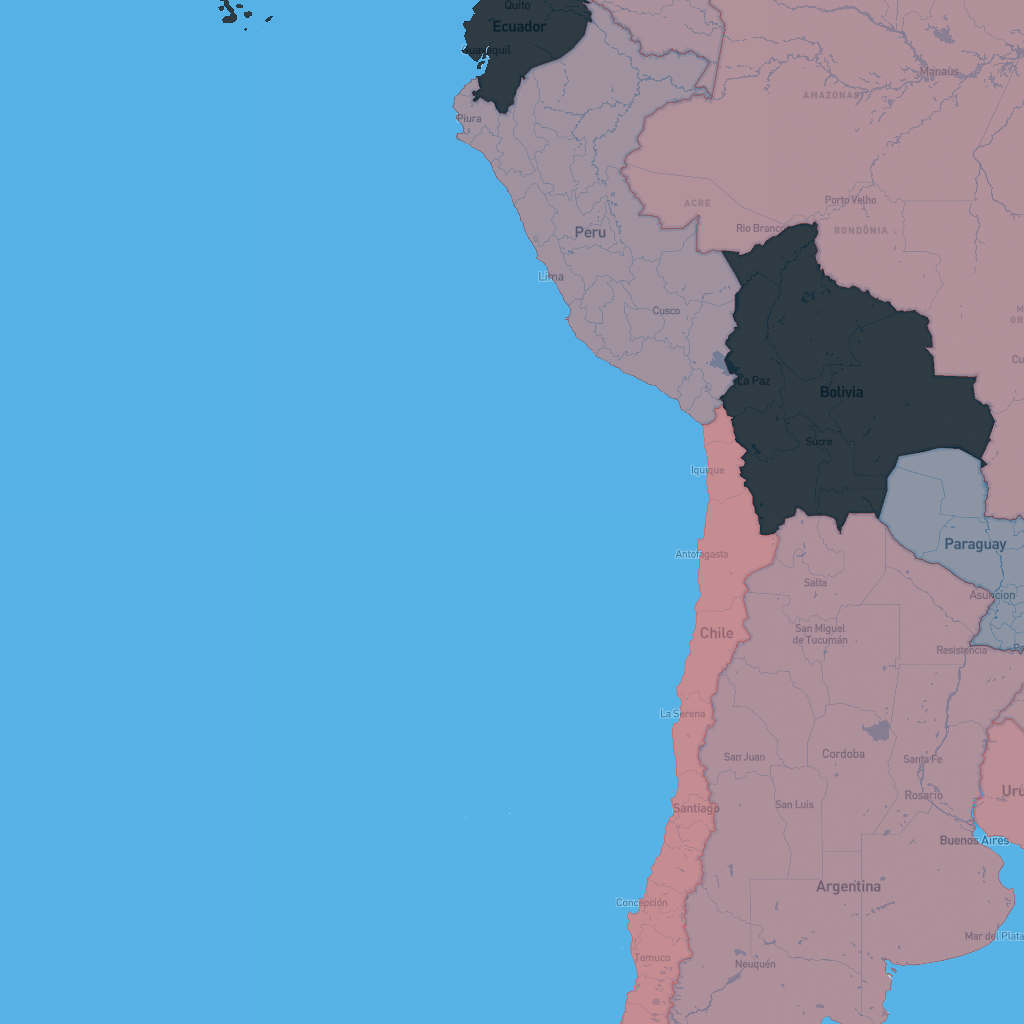 Quito
Ecuador
Guayaquil
Manaus
AMAZONAS
Piura
ACRE
Porto Velho
Rio Branco
RONDÔNIA
Peru
Lima
Cusco
La Paz
Bolivia
Sucre
Iquique
Antofagasta
Paraguay
Salta
Asuncion
Chile
San Miguel
de Tucumán
Resistencia
La Serena
San Juan
Cordoba
Santa Fe
Rosario
San Luis
Santiago
Buenos Aires
Argentina
Concepción
Mar del Plata
Temuco
Neuquén